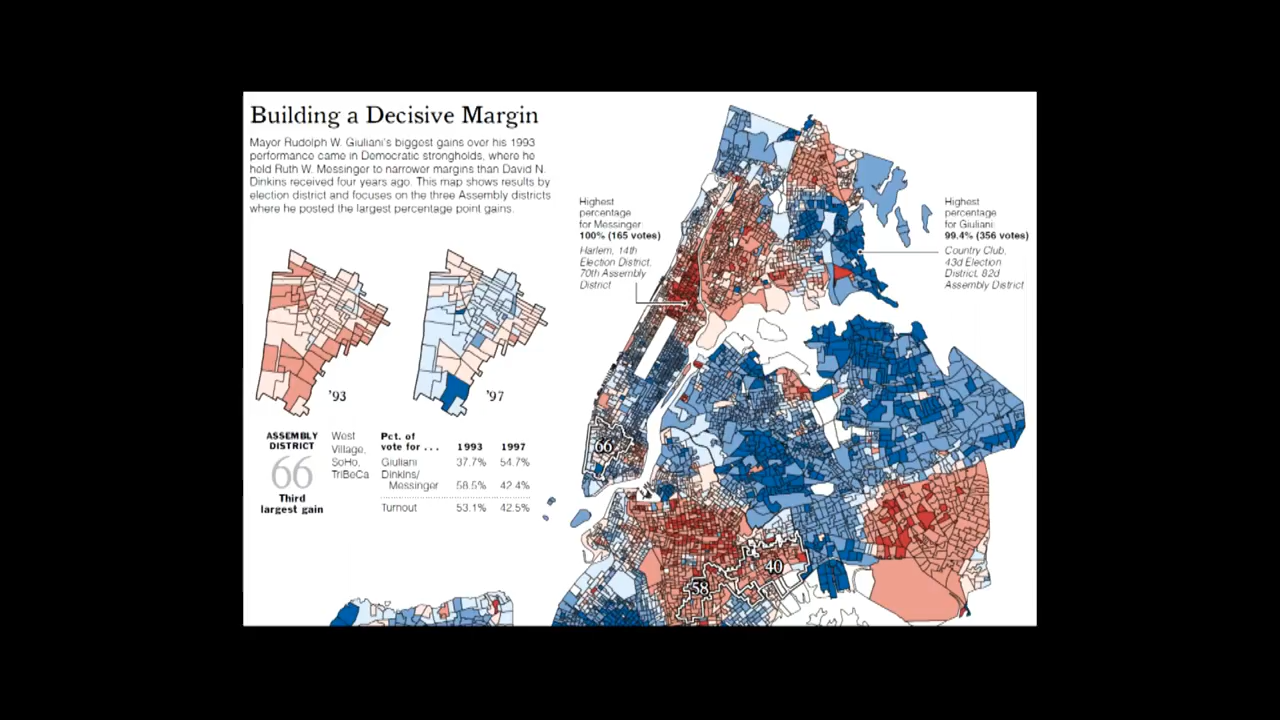 Building a Decisive Margin
Mayor Rudolph W. Giuliani's biggest gains over his 1993
performance came in Democratic strongholds, where he
held Ruth W. Messinger to narrower margins than David N.
Dinkins received four years ago. This map shows results by
election district and focuses on the three Assembly districts
where he posted the largest percentage point gains.
Highest
percentage
for Messinger:
100% (165 votes)
Harlem, 14th
Election District,
70th Assembly
District
Highest
percentage
for Giuliani:
99.4% (356 votes)
Country Club,
43d Election
District, 82d
Assembly District
'93
'97
ASSEMBLY
DISTRICT
66
Third
largest gain
West
Village,
SoHo,
TriBeCa
Pct. of
vote for . . . 1993 1997
Giuliani 37.7% 54.7%
Dinkins/
Messinger 58.5% 42.4%
Turnout 53.1% 42.5%
66
40
58